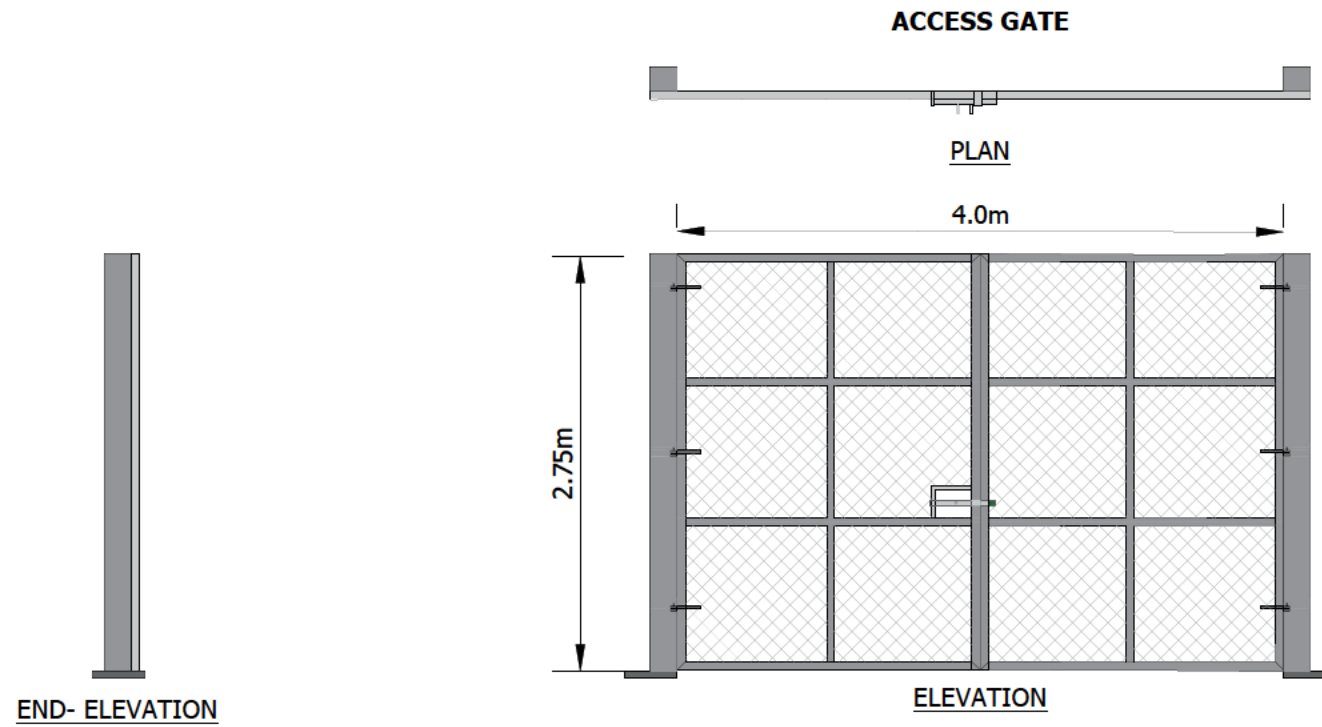 ACCESS GATE
PLAN
4.0m
2.75m
END- ELEVATION
ELEVATION